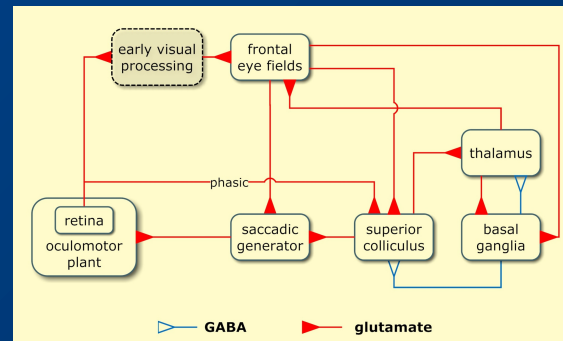 early visual
processing
frontal
eye fields
thalamus
phasic
retina
oculomotor
plant
saccadic
generator
superior
colliculus
basal
ganglia
GABA
glutamate